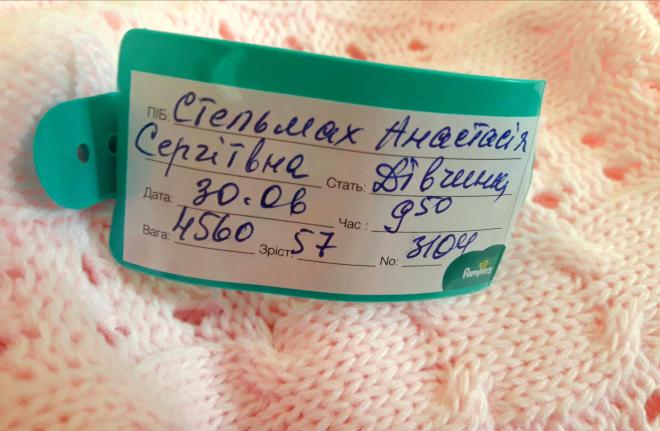 ПІБ: Стельмах Анастасія
Сергіївна Стать: Дівчинка,
Дата: 30.06 Час: 9⁵⁰
Вага: 4560 Зріст: 57 No: 3104
Pampers